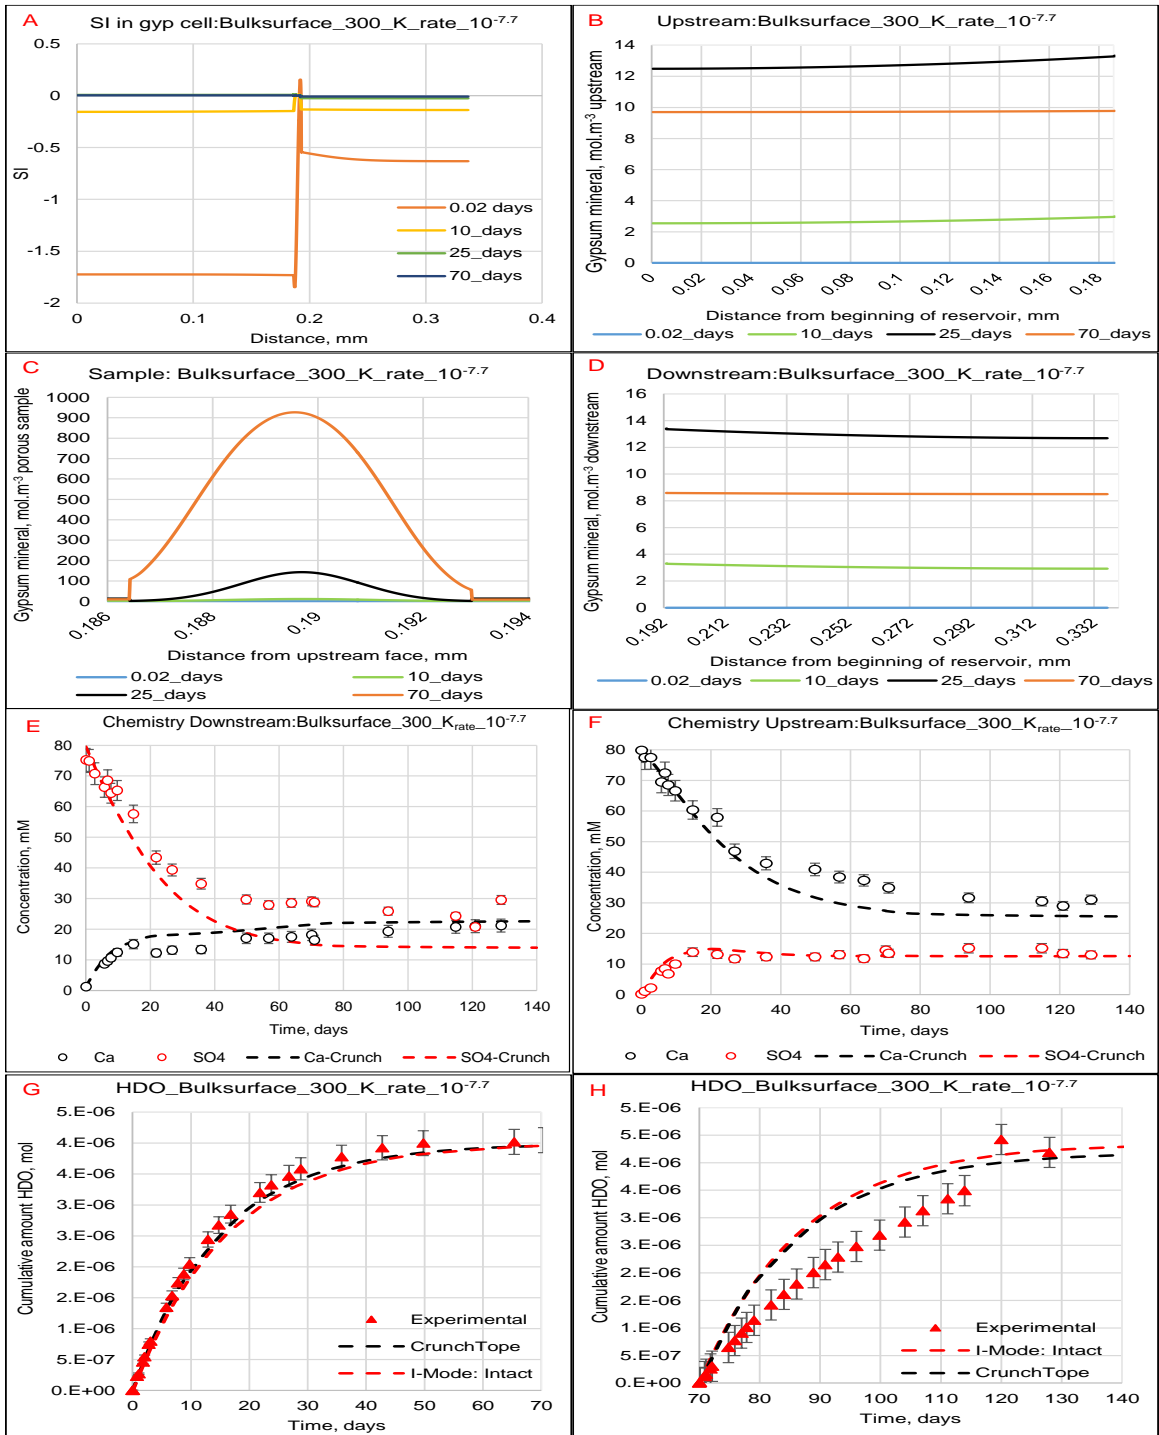 A
SI in gyp cell:Bulksurface_300_K_rate_10-7.7
0.5
0
-0.5
-1
-1.5
-2
SI
0.02 days
10_days
25_days
70_days
0
0.1
0.2
0.3
0.4
Distance, mm
B
Upstream:Bulksurface_300_K_rate_10-7.7
14
12
10
8
6
4
2
0
Gypsum mineral, mol.m-3 upstream
0
0.02
0.04
0.06
0.08
0.1
0.12
0.14
0.16
0.18
Distance from beginning of reservoir, mm
0.02_days
10_days
25_days
70_days
C
Sample: Bulksurface_300_K_rate_10-7.7
1000
900
800
700
600
500
400
300
200
100
0
Gypsum mineral, mol.m-3 porous sample
0.186
0.188
0.19
0.192
0.194
Distance from upstream face, mm
0.02_days
10_days
25_days
70_days
D
Downstream:Bulksurface_300_K_rate_10-7.7
16
14
12
10
8
6
4
2
0
Gypsum mineral, mol.m-3 downstream
0.192
0.212
0.232
0.252
0.272
0.292
0.312
0.332
Distance from beginning of reservoir, mm
0.02_days
10_days
25_days
70_days
E
Chemistry Downstream:Bulksurface_300_Krate_10-7.7
80
70
60
50
40
30
20
10
0
Concentration, mM
0
20
40
60
80
100
120
140
Time, days
Ca
SO4
Ca-Crunch
SO4-Crunch
F
Chemistry Upstream:Bulksurface_300_Krate_10-7.7
80
70
60
50
40
30
20
10
0
Concentration, mM
0
20
40
60
80
100
120
140
Time, days
Ca
SO4
Ca-Crunch
SO4-Crunch
G
HDO_Bulksurface_300_K_rate_10-7.7
5.E-06
4.E-06
4.E-06
3.E-06
3.E-06
2.E-06
2.E-06
1.E-06
5.E-07
0.E+00
Cumulative amount HDO, mol
Experimental
CrunchTope
I-Mode: Intact
0
10
20
30
40
50
60
70
Time, days
H
HDO_Bulksurface_300_K_rate_10-7.7
5.E-06
5.E-06
4.E-06
4.E-06
3.E-06
3.E-06
2.E-06
2.E-06
1.E-06
5.E-07
0.E+00
Cumulative amount HDO, mol
Experimental
I-Mode: Intact
CrunchTope
70
80
90
100
110
120
130
140
Time, days